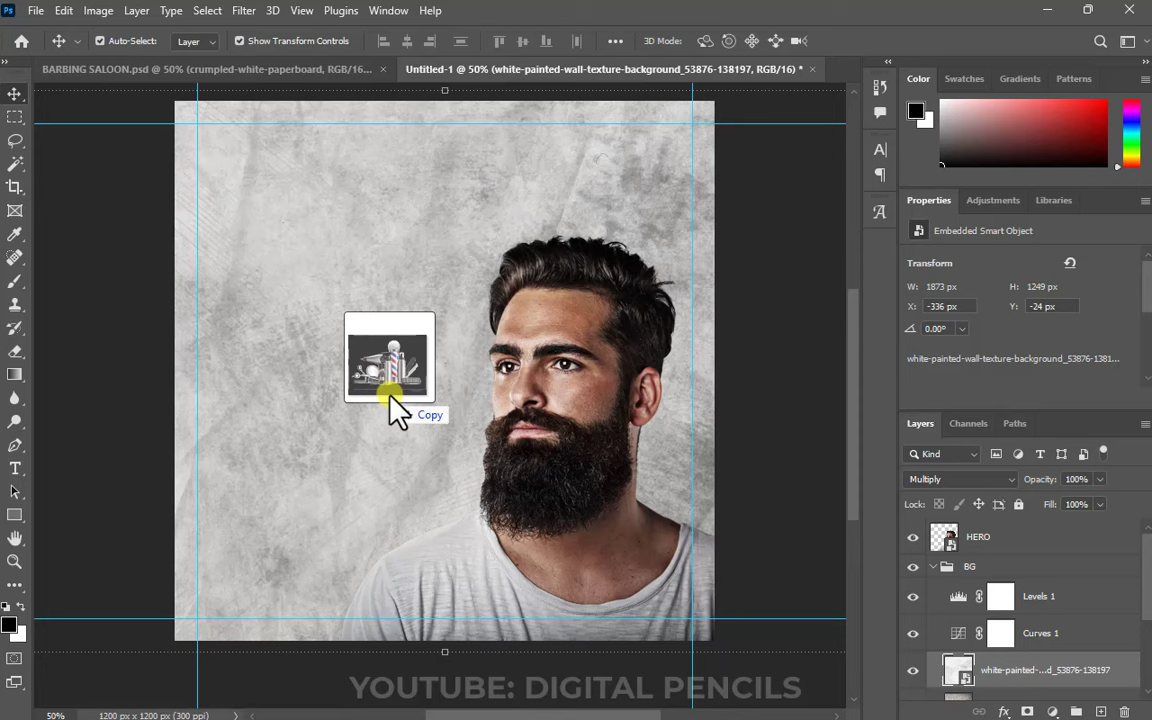 Ps File Edit Image Layer Type Select Filter 3D View Plugins Window Help
Auto-Select: Layer Show Transform Controls 3D Mode:
BARBING SALOON.psd @ 50% (crumpled-white-paperboard, RGB/16... × Untitled-1 @ 50% (white-painted-wall-texture-background_53876-138197, RGB/16) * ×
Color Swatches Gradients Patterns
Properties Adjustments Libraries
Embedded Smart Object
Transform
W: 1873 px H: 1249 px
X: -336 px Y: -24 px
0.00°
white-painted-wall-texture-background_53876-1381...
Copy
Layers Channels Paths
Kind
Multiply Opacity: 100%
Lock: Fill: 100%
HERO
BG
Levels 1
Curves 1
white-painted-...d_53876-138197
YOUTUBE: DIGITAL PENCILS
50% 1200 px x 1200 px (300 ppi)